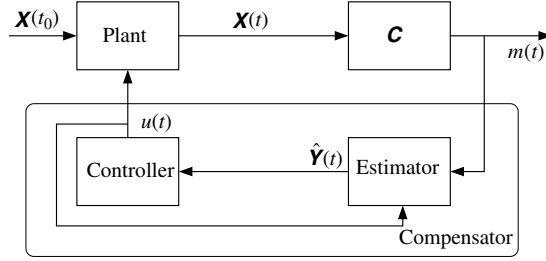 X(t₀)
Plant
X(t)
C
m(t)
u(t)
Controller
Ŷ(t)
Estimator
Compensator